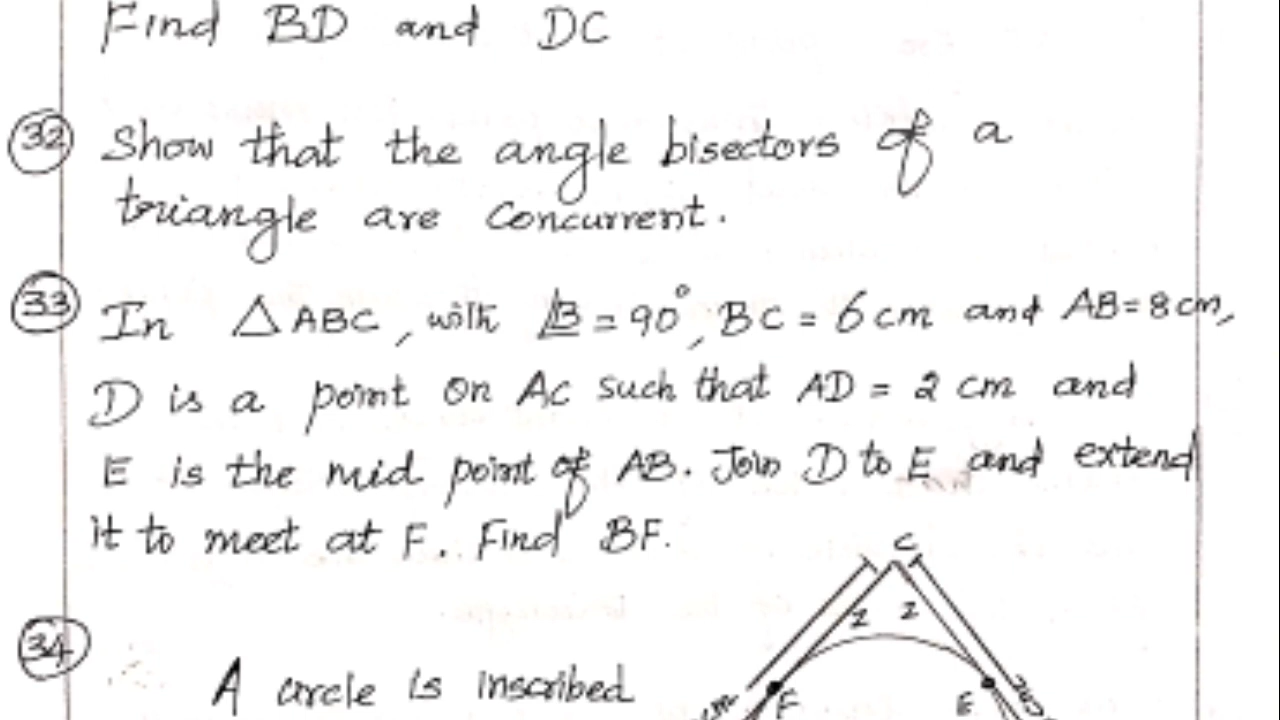 Find BD and DC
32 Show that the angle bisectors of a
triangle are concurrent.
33 In △ABC, with ∠B = 90°, BC = 6 cm and AB = 8 cm,
D is a point on AC such that AD = 2 cm and
E is the mid point of AB. Join D to E and extend
it to meet at F. Find BF.
C
34
z z
A circle is inscribed
F E